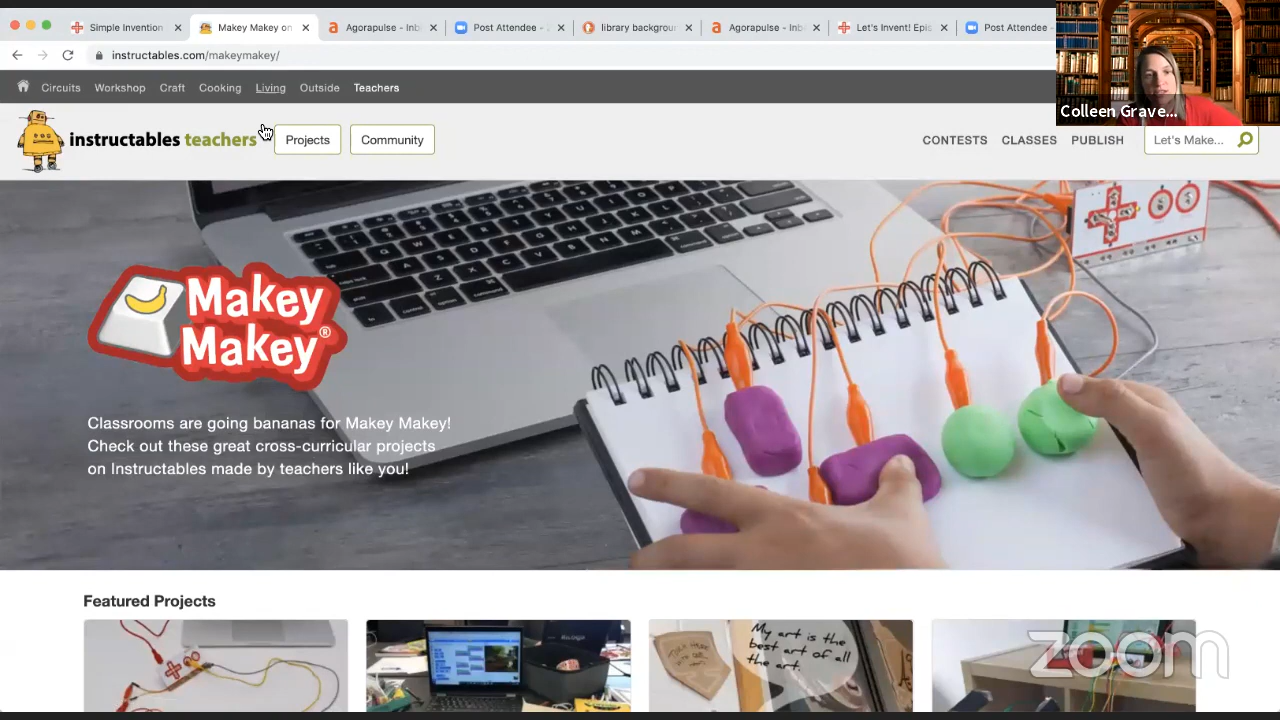 Simple Invention
Makey Makey on
Post Attendee -
library backgrou
Agorapulse - Inb
Let's Invent! Epis
Post Attendee -
instructables.com/makeymakey/
Circuits Workshop Craft Cooking Living Outside Teachers
Colleen Grave...
instructables teachers
Projects
Community
CONTESTS CLASSES PUBLISH
Let's Make...
Makey
Makey®
Classrooms are going bananas for Makey Makey!
Check out these great cross-curricular projects
on Instructables made by teachers like you!
Featured Projects
My art is the
best art of all
the art.
zoom